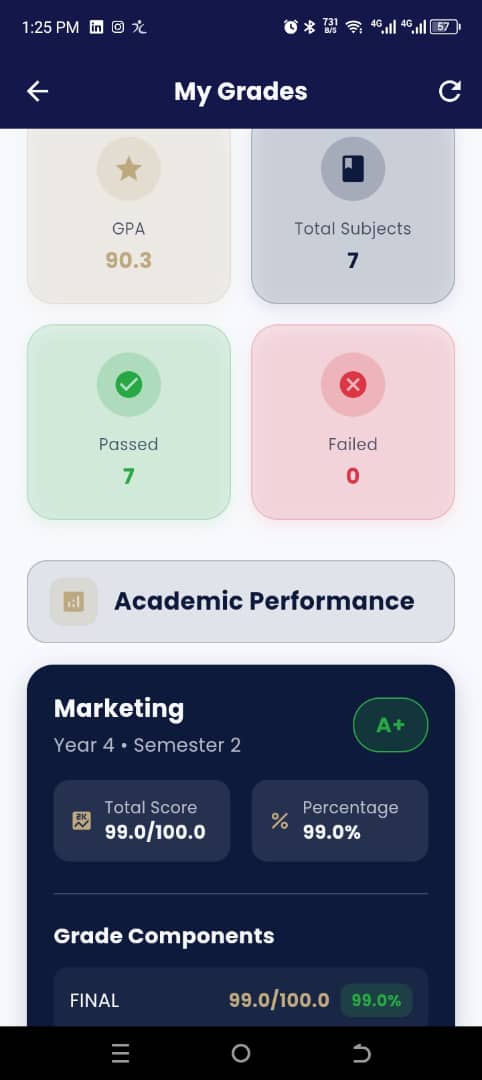 1:25 PM
731 B/S 4G 4G 57
My Grades
GPA
90.3
Total Subjects
7
Passed
7
Failed
0
Academic Performance
Marketing
Year 4 • Semester 2
A+
Total Score
99.0/100.0
Percentage
99.0%
Grade Components
FINAL 99.0/100.0 99.0%